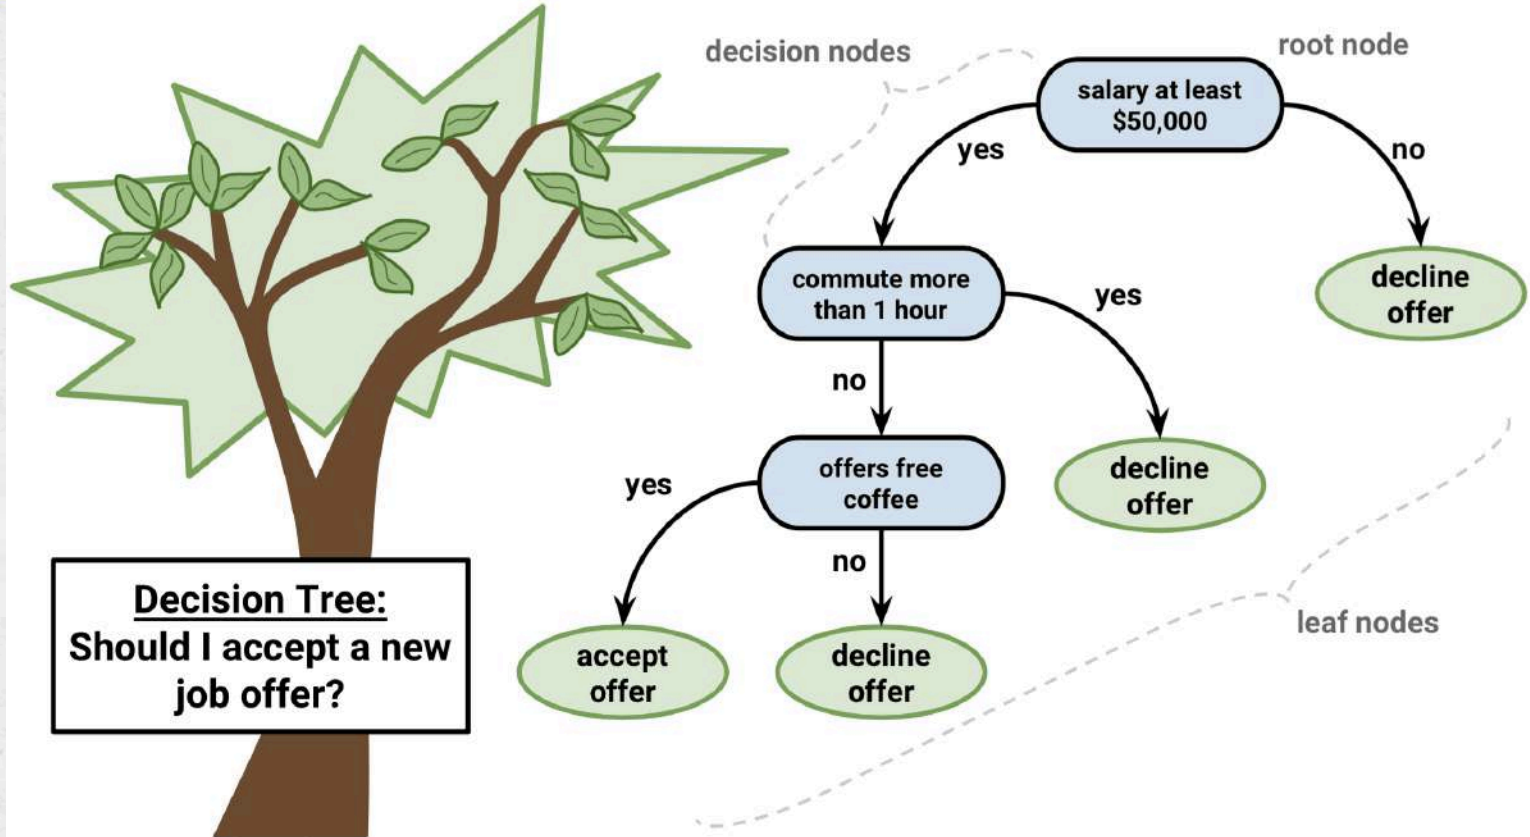 decision nodes
root node
salary at least
$50,000
yes
no
commute more
than 1 hour
yes
decline
offer
no
offers free
coffee
decline
offer
yes
no
accept
offer
decline
offer
leaf nodes
Decision Tree:
Should I accept a new
job offer?